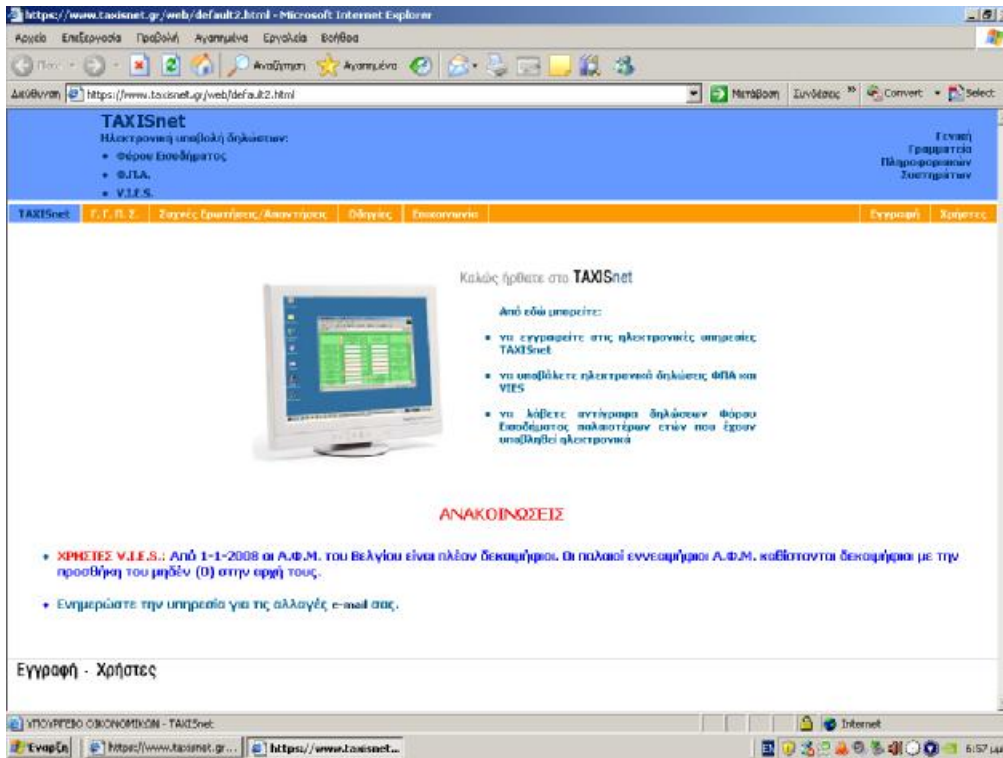 https://www.taxisnet.gr/web/default2.html - Microsoft Internet Explorer
Αρχείο Επεξεργασία Προβολή Αγαπημένα Εργαλεία Βοήθεια
Αναζήτηση Αγαπημένα
Διεύθυνση https://www.taxisnet.gr/web/default2.html Μετάβαση Συνδέσεις » Convert Select
TAXISnet
Ηλεκτρονική υποβολή δηλώσεων:
• Φόρου Εισοδήματος
• Φ.Π.Α.
• V.I.E.S.
Γενική
Γραμματεία
Πληροφοριακών
Συστημάτων
TAXISnet Γ.Γ.Π.Σ. Συχνές Ερωτήσεις/Απαντήσεις Οδηγίες Επικοινωνία Εγγραφή Χρήστες
Καλώς ήρθατε στο TAXISnet
Από εδώ μπορείτε:
• να εγγραφείτε στις ηλεκτρονικές υπηρεσίες
TAXISnet
• να υποβάλετε ηλεκτρονικά δηλώσεις ΦΠΑ και
VIES
• να λάβετε αντίγραφα δηλώσεων Φόρου
Εισοδήματος παλαιοτέρων ετών που έχουν
υποβληθεί ηλεκτρονικά
ΑΝΑΚΟΙΝΩΣΕΙΣ
• ΧΡΗΣΤΕΣ V.I.E.S.: Από 1-1-2008 οι Α.Φ.Μ. του Βελγίου είναι πλέον δεκαψήφιοι. Οι παλαιοί εννεαψήφιοι Α.Φ.Μ. καθίστανται δεκαψήφιοι με την
προσθήκη του μηδέν (0) στην αρχή τους.
• Ενημερώστε την υπηρεσία για τις αλλαγές e-mail σας.
Εγγραφή - Χρήστες
ΥΠΟΥΡΓΕΙΟ ΟΙΚΟΝΟΜΙΚΩΝ - TAXISnet Internet
Έναρξη https://www.taxisnet.gr... https://www.taxisnet... 6:57 μμ